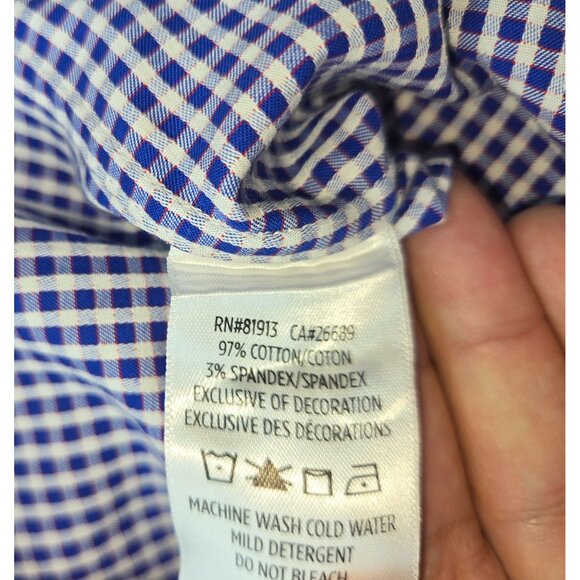 RN#81913 CA#26689
97% COTTON/COTON
3% SPANDEX/SPANDEX
EXCLUSIVE OF DECORATION
EXCLUSIVE DES DÉCORATIONS
MACHINE WASH COLD WATER
MILD DETERGENT
DO NOT BLEACH